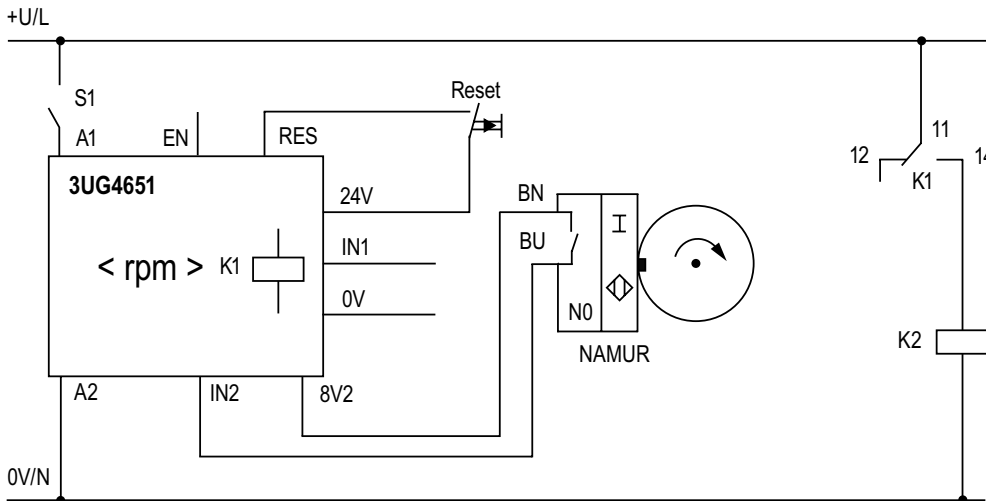 +U/L
S1
A1
EN
RES
Reset
11
12
14
K1
3UG4651
24V
BN
< rpm >
K1
IN1
BU
0V
N0
NAMUR
K2
A2
IN2
8V2
0V/N